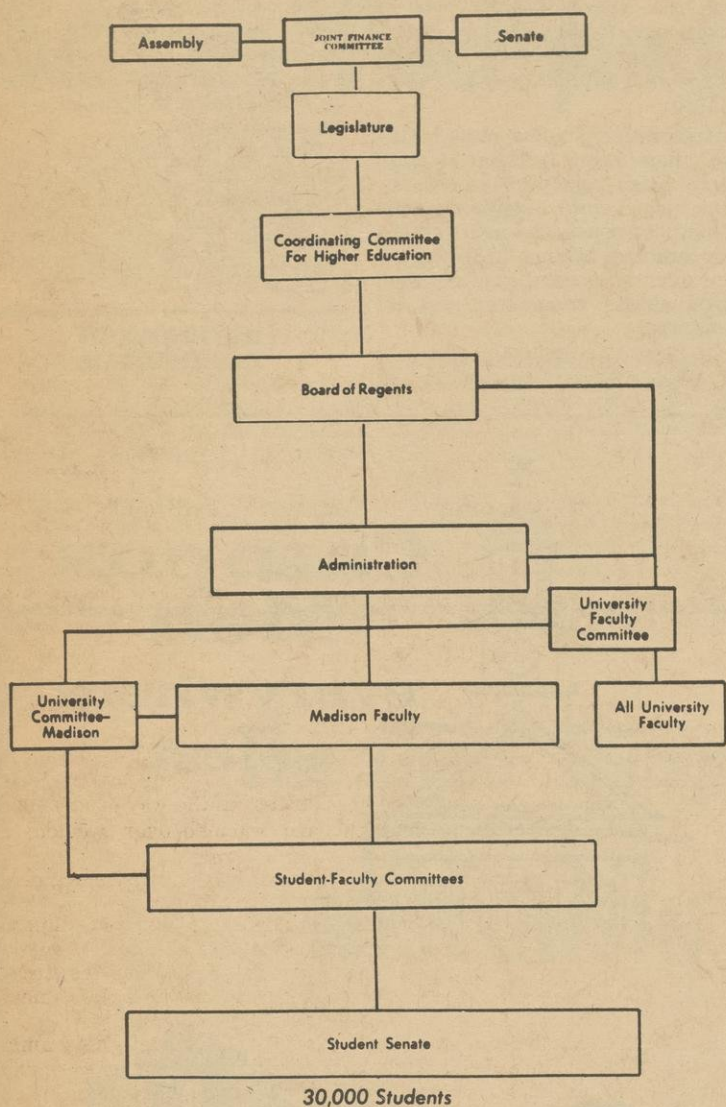 Assembly
JOINT FINANCE
COMMITTEE
Senate
Legislature
Coordinating Committee
For Higher Education
Board of Regents
Administration
University
Faculty
Committee
University
Committee–
Madison
Madison Faculty
All University
Faculty
Student-Faculty Committees
Student Senate
30,000 Students